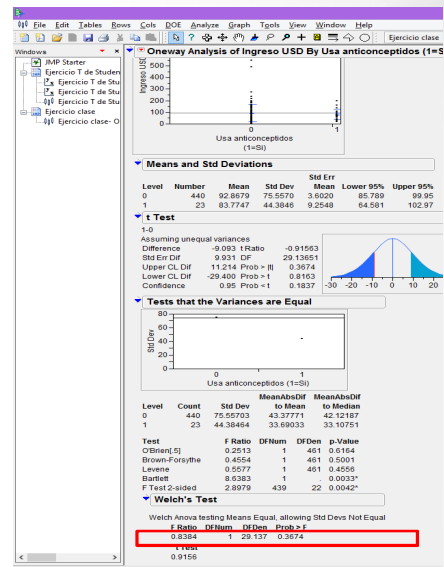 File Edit Tables Rows Cols DOE Analyze Graph Tools View Window Help
Ejercicio clase
Windows
JMP Starter
Ejercicio T de Studen
Ejercicio T de Stu
Ejercicio T de Stu
Ejercicio T de Stu
Ejercicio clase
Ejercicio clase- O
Oneway Analysis of Ingreso USD By Usa anticonceptidos (1=S
Ingreso USD
500
400
300
200
100
0
0 1
Usa anticonceptidos
(1=Si)
Means and Std Deviations
Std Err
Level Number Mean Std Dev Mean Lower 95% Upper 95%
0 440 92.8679 75.5570 3.6020 85.789 99.95
1 23 83.7747 44.3846 9.2548 64.581 102.97
t Test
1-0
Assuming unequal variances
Difference -9.093 t Ratio -0.91563
Std Err Dif 9.931 DF 29.13651
Upper CL Dif 11.214 Prob > |t| 0.3674
Lower CL Dif -29.400 Prob > t 0.8163
Confidence 0.95 Prob < t 0.1837
-30 -20 -10 0 10 20
Tests that the Variances are Equal
Std Dev
80
60
40
20
0
0 1
Usa anticonceptidos (1=Si)
MeanAbsDif MeanAbsDif
Level Count Std Dev to Mean to Median
0 440 75.55703 43.37771 42.12187
1 23 44.38464 33.69033 33.10751
Test F Ratio DFNum DFDen p-Value
O'Brien[.5] 0.2513 1 461 0.6164
Brown-Forsythe 0.4554 1 461 0.5001
Levene 0.5577 1 461 0.4556
Bartlett 8.6383 1 . 0.0033*
F Test 2-sided 2.8979 439 22 0.0042*
Welch's Test
Welch Anova testing Means Equal, allowing Std Devs Not Equal
F Ratio DFNum DFDen Prob > F
0.8384 1 29.137 0.3674
t Test
0.9156